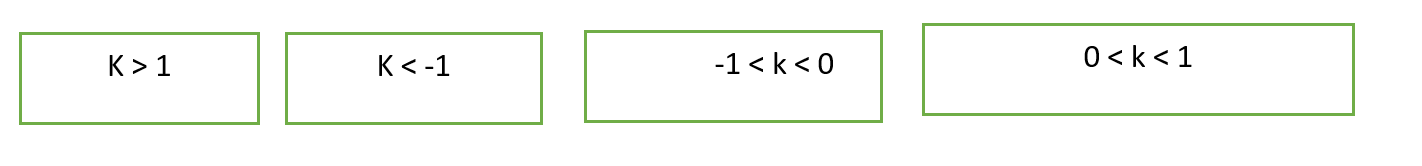 K > 1
K < -1
-1 < k < 0
0 < k < 1